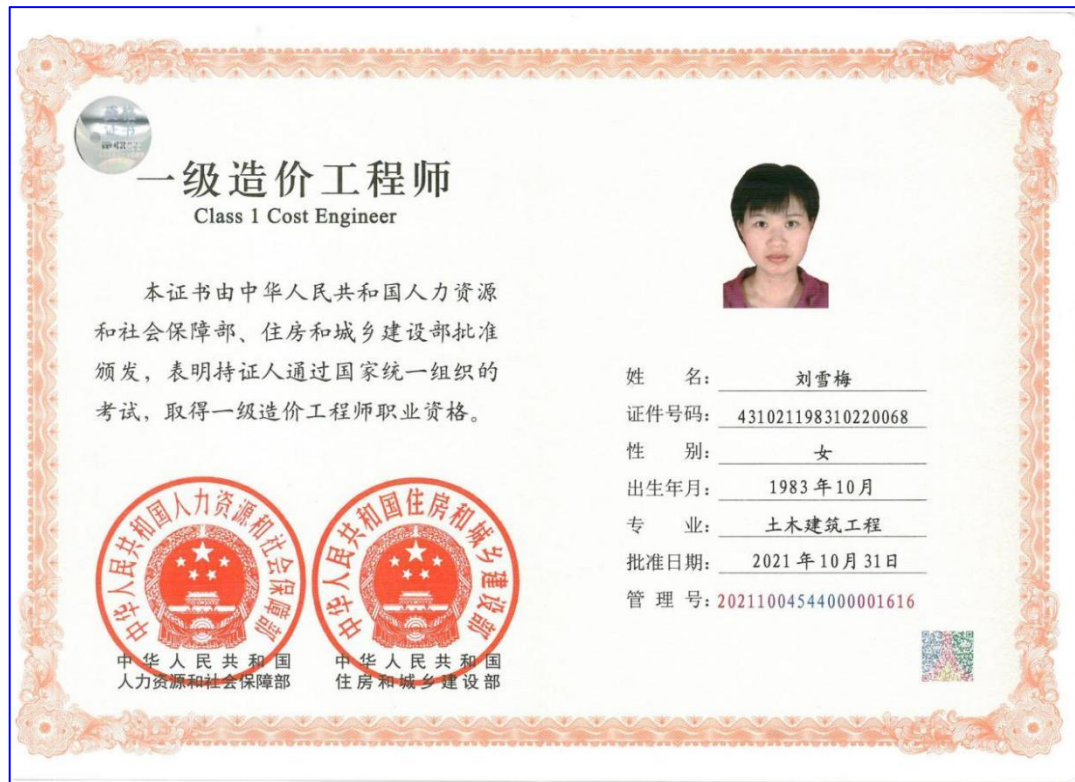 一级造价工程师
Class 1 Cost Engineer
本证书由中华人民共和国人力资源
和社会保障部、住房和城乡建设部批准
颁发，表明持证人通过国家统一组织的
考试，取得一级造价工程师职业资格。
中华人民共和国人力资源和社会保障部
中华人民共和国
人力资源和社会保障部
中华人民共和国住房和城乡建设部
中华人民共和国
住房和城乡建设部
姓名：刘雪梅
证件号码：431021198310220068
性别：女
出生年月：1983年10月
专业：土木建筑工程
批准日期：2021年10月31日
管理号：20211004544000001616